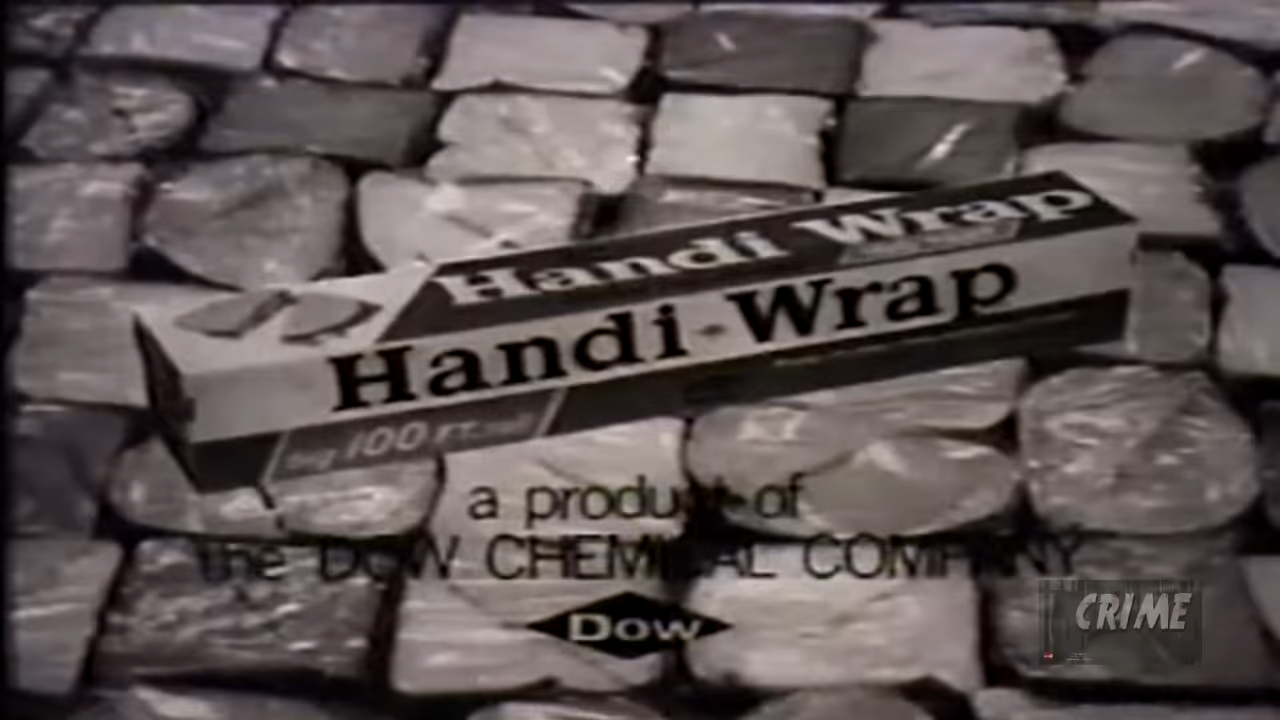 Handi Wrap
Handi-Wrap
100 FT.
a product of
the DOW CHEMICAL COMPANY
Dow
CRIME